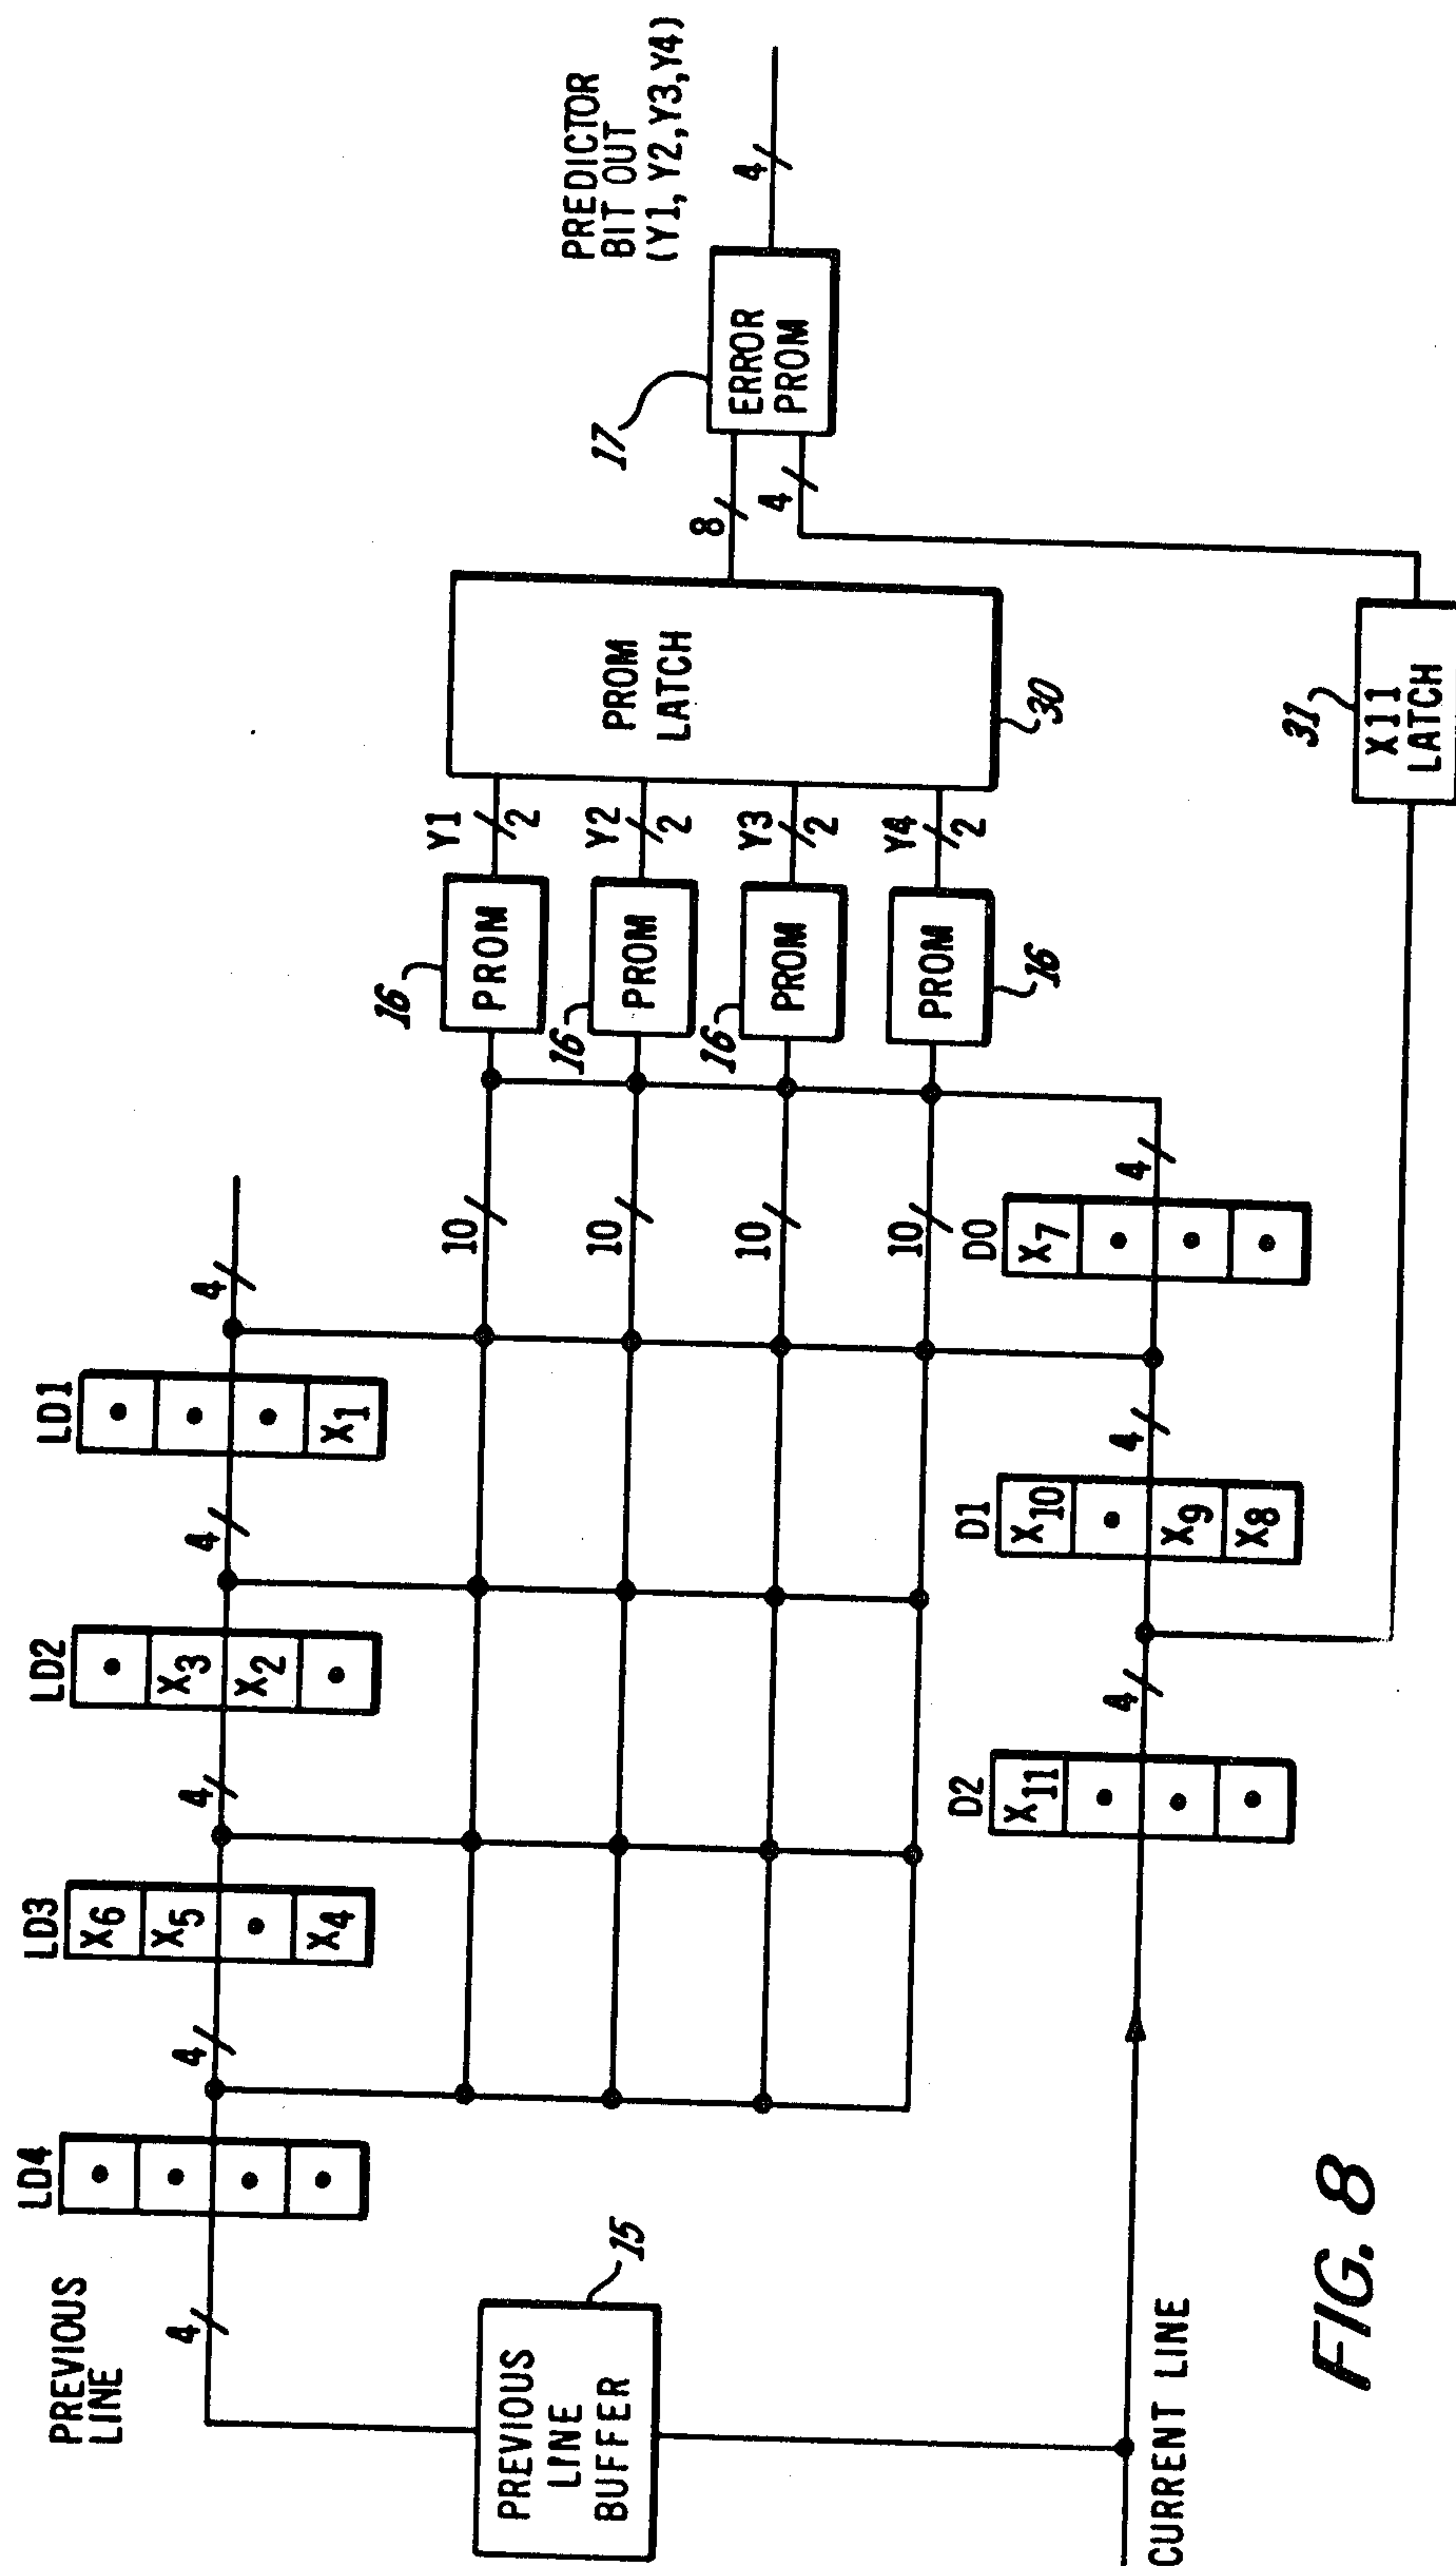 PREVIOUS
LINE
4
LD4
4
LD3
X6
X5
X4
4
LD2
X3
X2
4
LD1
X1
4
PREVIOUS
LINE
BUFFER
15
10
10
10
10
16
PROM
16
PROM
16
PROM
PROM
16
Y1
2
Y2
2
Y3
2
Y4
2
PROM
LATCH
30
8
4
17
ERROR
PROM
4
PREDICTOR
BIT OUT
(Y1, Y2, Y3, Y4)
CURRENT LINE
D2
X11
4
D1
X10
X9
X8
4
D0
X7
4
31
X11
LATCH
FIG. 8